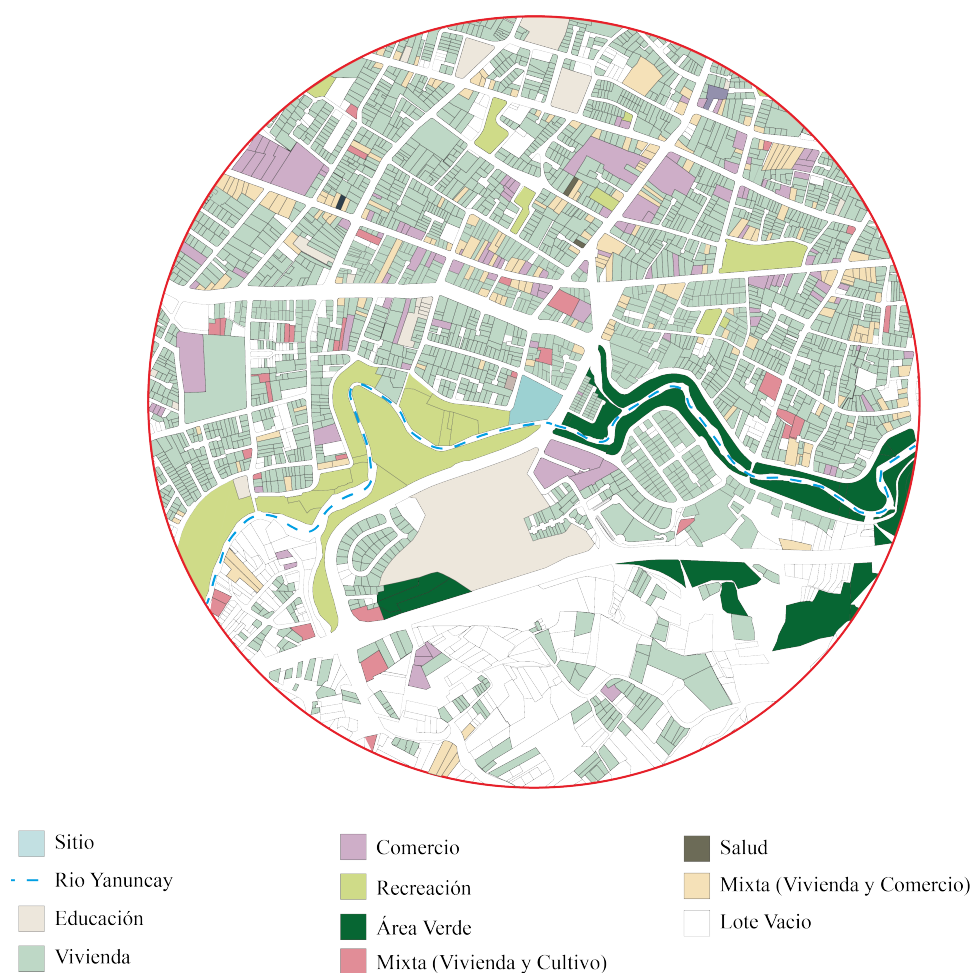 Sitio
Rio Yanuncay
Educación
Vivienda
Comercio
Recreación
Área Verde
Mixta (Vivienda y Cultivo)
Salud
Mixta (Vivienda y Comercio)
Lote Vacio